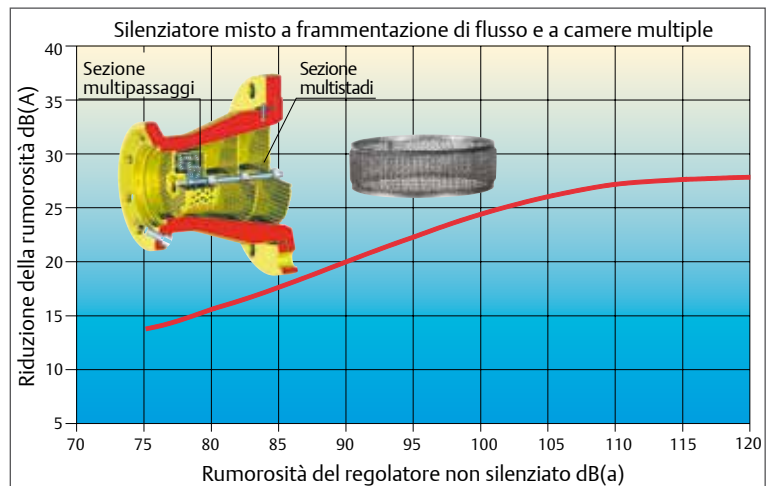 Silenziatore misto a frammentazione di flusso e a camere multiple
Sezione
multipassaggi
Sezione
multistadi
Riduzione della rumorosità dB(A)
40
35
30
25
20
15
10
5
70 75 80 85 90 95 100 105 110 115 120
Rumorosità del regolatore non silenziato dB(a)